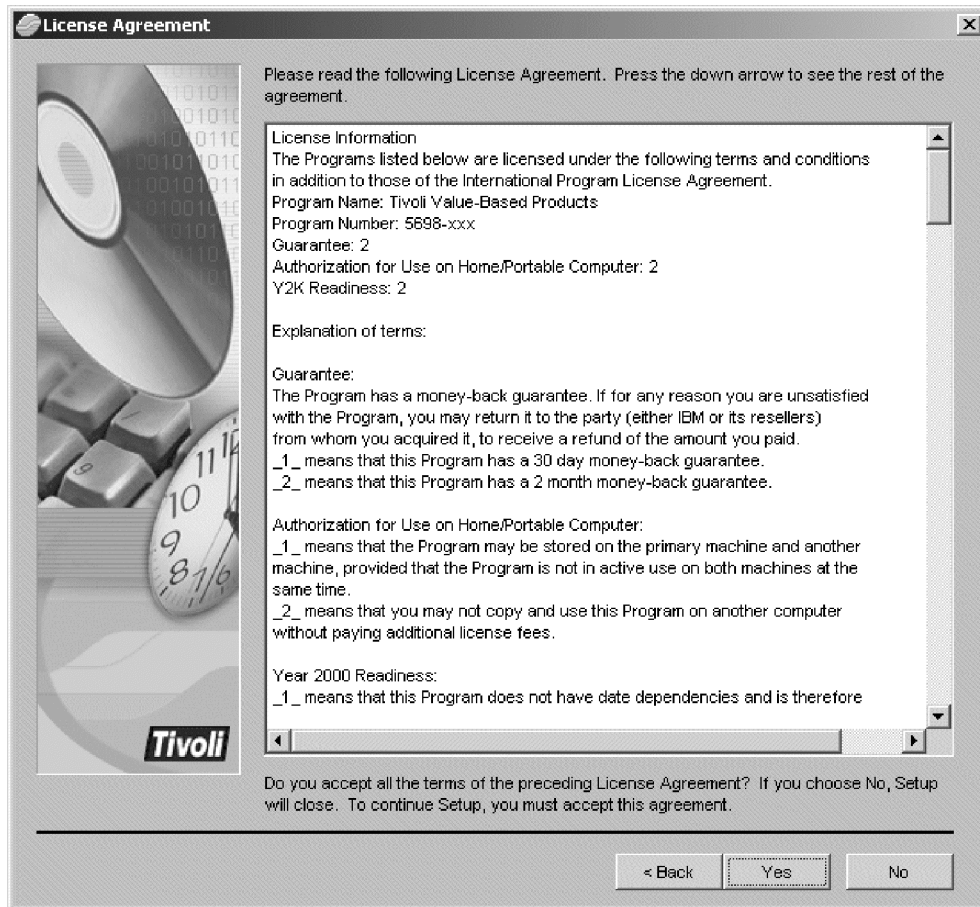 License Agreement
Please read the following License Agreement. Press the down arrow to see the rest of the
agreement.
License Information
The Programs listed below are licensed under the following terms and conditions
in addition to those of the International Program License Agreement.
Program Name: Tivoli Value-Based Products
Program Number: 5698-xxx
Guarantee: 2
Authorization for Use on Home/Portable Computer: 2
Y2K Readiness: 2
Explanation of terms:
Guarantee:
The Program has a money-back guarantee. If for any reason you are unsatisfied
with the Program, you may return it to the party (either IBM or its resellers)
from whom you acquired it, to receive a refund of the amount you paid.
_1_ means that this Program has a 30 day money-back guarantee.
_2_ means that this Program has a 2 month money-back guarantee.
Authorization for Use on Home/Portable Computer:
_1_ means that the Program may be stored on the primary machine and another
machine, provided that the Program is not in active use on both machines at the
same time.
_2_ means that you may not copy and use this Program on another computer
without paying additional license fees.
Year 2000 Readiness:
_1_ means that this Program does not have date dependencies and is therefore
Tivoli
Do you accept all the terms of the preceding License Agreement? If you choose No, Setup
will close. To continue Setup, you must accept this agreement.
< Back
Yes
No